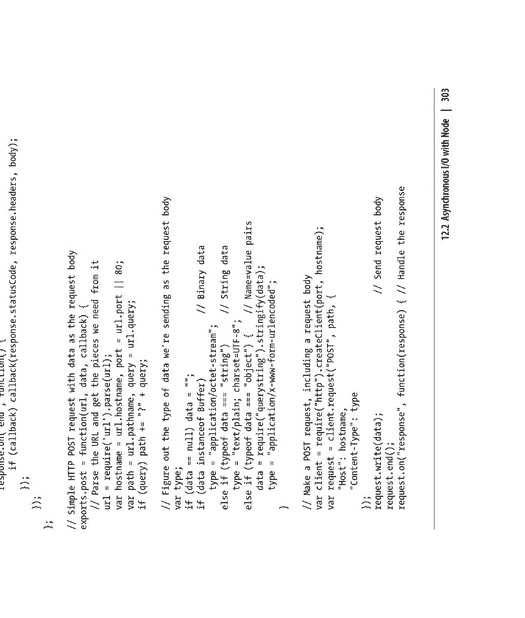 response.on("end", function() {
if (callback) callback(response.statusCode, response.headers, body);
});
});
};
// Simple HTTP POST request with data as the request body
exports.post = function(url, data, callback) {
// Parse the URL and get the pieces we need from it
url = require('url').parse(url);
var hostname = url.hostname, port = url.port || 80;
var path = url.pathname, query = url.query;
if (query) path += "?" + query;
// Figure out the type of data we're sending as the request body
var type;
if (data == null) data = "";
if (data instanceof Buffer) // Binary data
type = "application/octet-stream";
else if (typeof data === "string") // String data
type = "text/plain; charset=UTF-8";
else if (typeof data === "object") { // Name=value pairs
data = require("querystring").stringify(data);
type = "application/x-www-form-urlencoded";
}
// Make a POST request, including a request body
var client = require("http").createClient(port, hostname);
var request = client.request("POST", path, {
"Host": hostname,
"Content-Type": type
});
request.write(data); // Send request body
request.end();
request.on("response", function(response) { // Handle the response
12.2 Asynchronous I/O with Node | 303